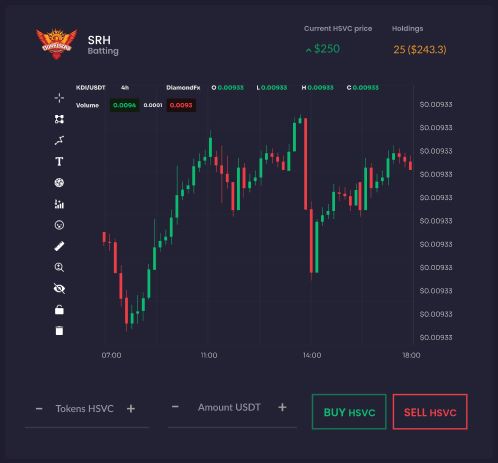 SRH
Batting
Current HSVC price
$250
Holdings
25 ($243.3)
KDI/USDT 4h DiamondFx O 0.00933 L 0.00933 H 0.00933 C 0.00933
Volume 0.0094 0.0001 0.0093
$0.00933
$0.00933
$0.00933
$0.00933
$0.00933
$0.00933
$0.00933
$0.00933
$0.00933
$0.00933
$0.00933
07:00 11:00 14:00 18:00
- Tokens HSVC +
- Amount USDT +
BUY HSVC
SELL HSVC